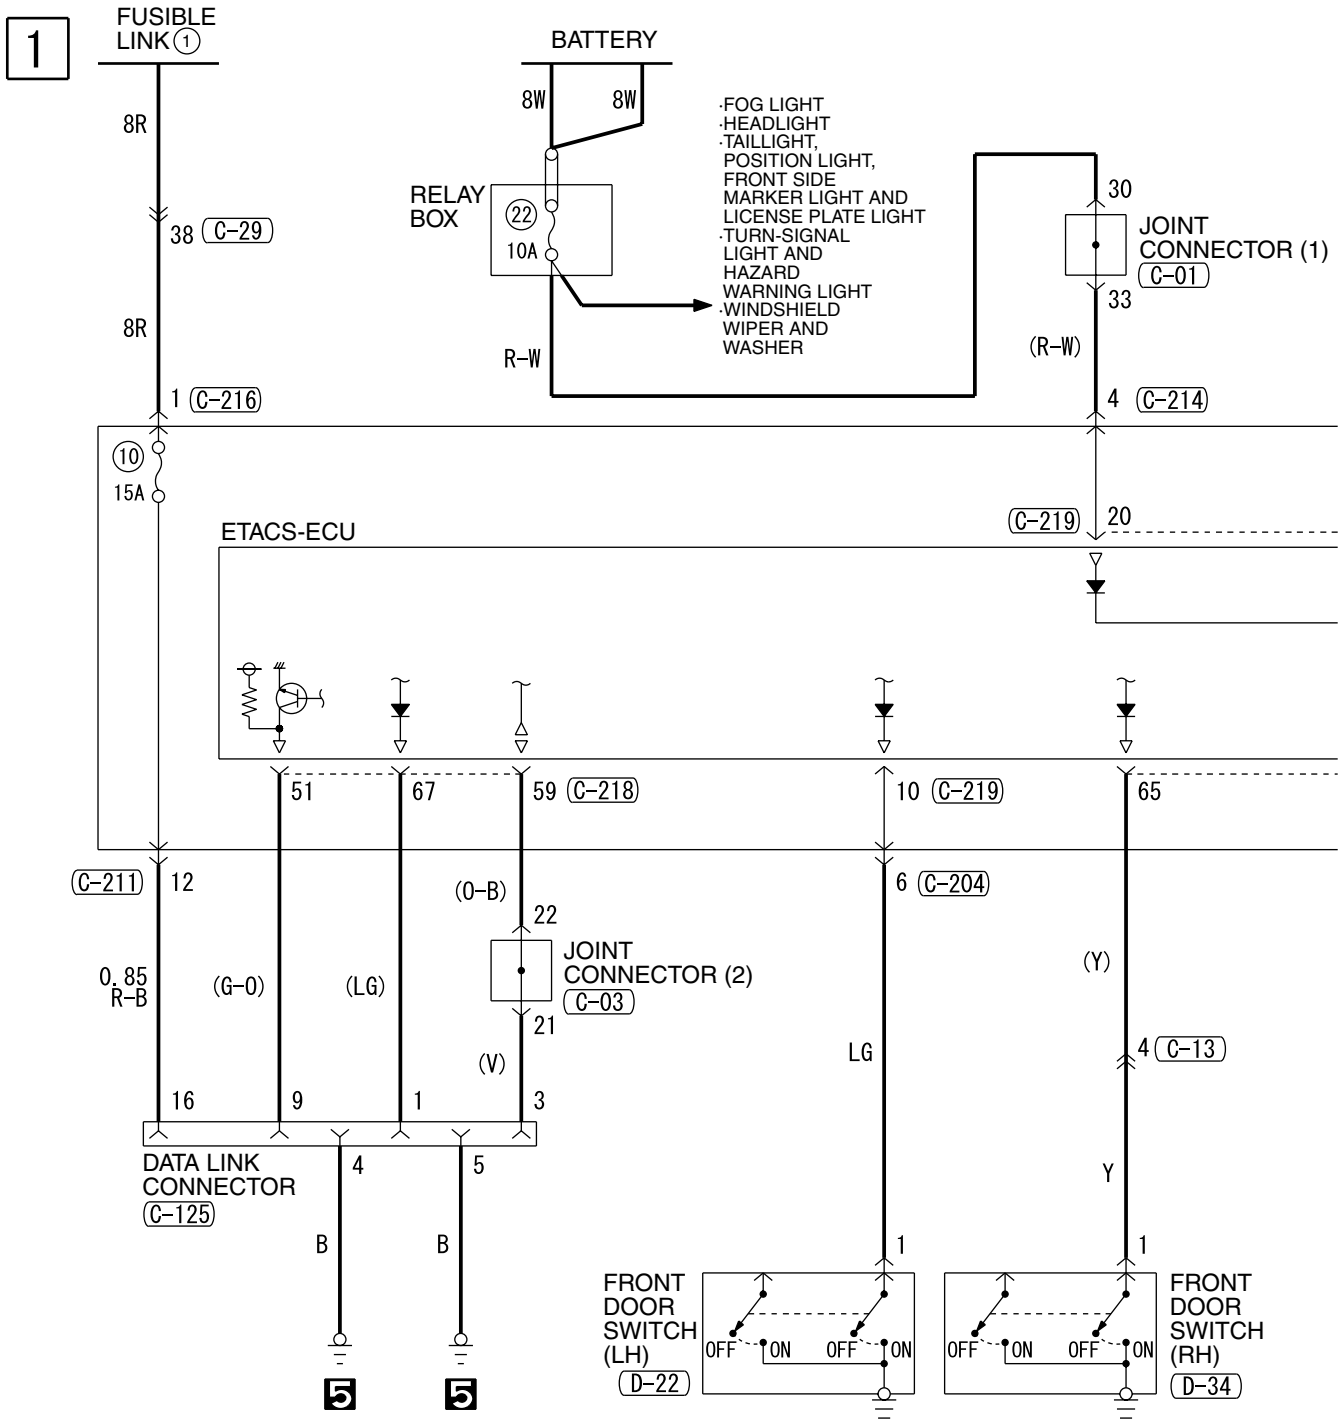 1
FUSIBLE
LINK 1
BATTERY
8W
8W
8R
·FOG LIGHT
·HEADLIGHT
·TAILLIGHT,
POSITION LIGHT,
FRONT SIDE
MARKER LIGHT AND
LICENSE PLATE LIGHT
·TURN-SIGNAL
LIGHT AND
HAZARD
WARNING LIGHT
·WINDSHIELD
WIPER AND
WASHER
RELAY
BOX
22
10A
38 C-29
30
JOINT
CONNECTOR (1)
C-01
33
8R
R-W
(R-W)
1 C-216
4 C-214
10
15A
C-219 20
ETACS-ECU
51
67
59 C-218
10 C-219
65
C-211 12
6 C-204
(O-B)
22
JOINT
CONNECTOR (2)
C-03
21
0.85
R-B
(G-O)
(LG)
(Y)
(V)
LG
4 C-13
16
9
1
3
DATA LINK
CONNECTOR
C-125
4
5
Y
B
B
1
1
FRONT
DOOR
SWITCH
(LH)
D-22
OFF ON
OFF ON
OFF ON
OFF ON
FRONT
DOOR
SWITCH
(RH)
D-34
5
5